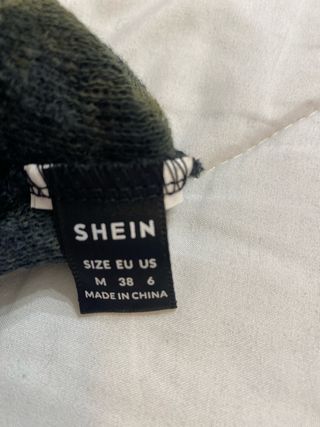 SHEIN
SIZE EU US
M 38 6
MADE IN CHINA